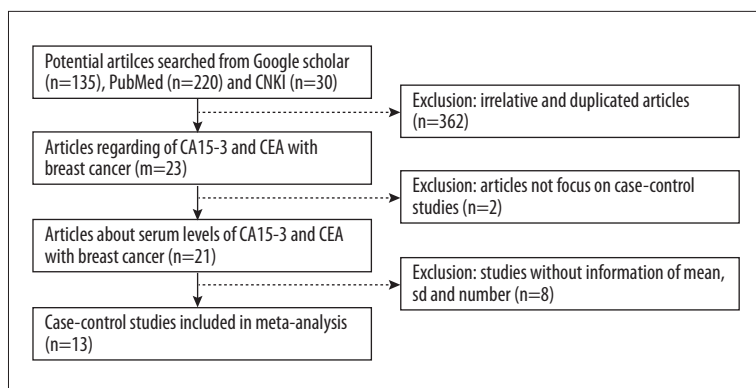 Potential artilces searched from Google scholar
(n=135), PubMed (n=220) and CNKI (n=30)
Exclusion: irrelative and duplicated articles
(n=362)
Articles regarding of CA15-3 and CEA with
breast cancer (m=23)
Exclusion: articles not focus on case-control
studies (n=2)
Articles about serum levels of CA15-3 and CEA
with breast cancer (n=21)
Exclusion: studies without information of mean,
sd and number (n=8)
Case-control studies included in meta-analysis
(n=13)